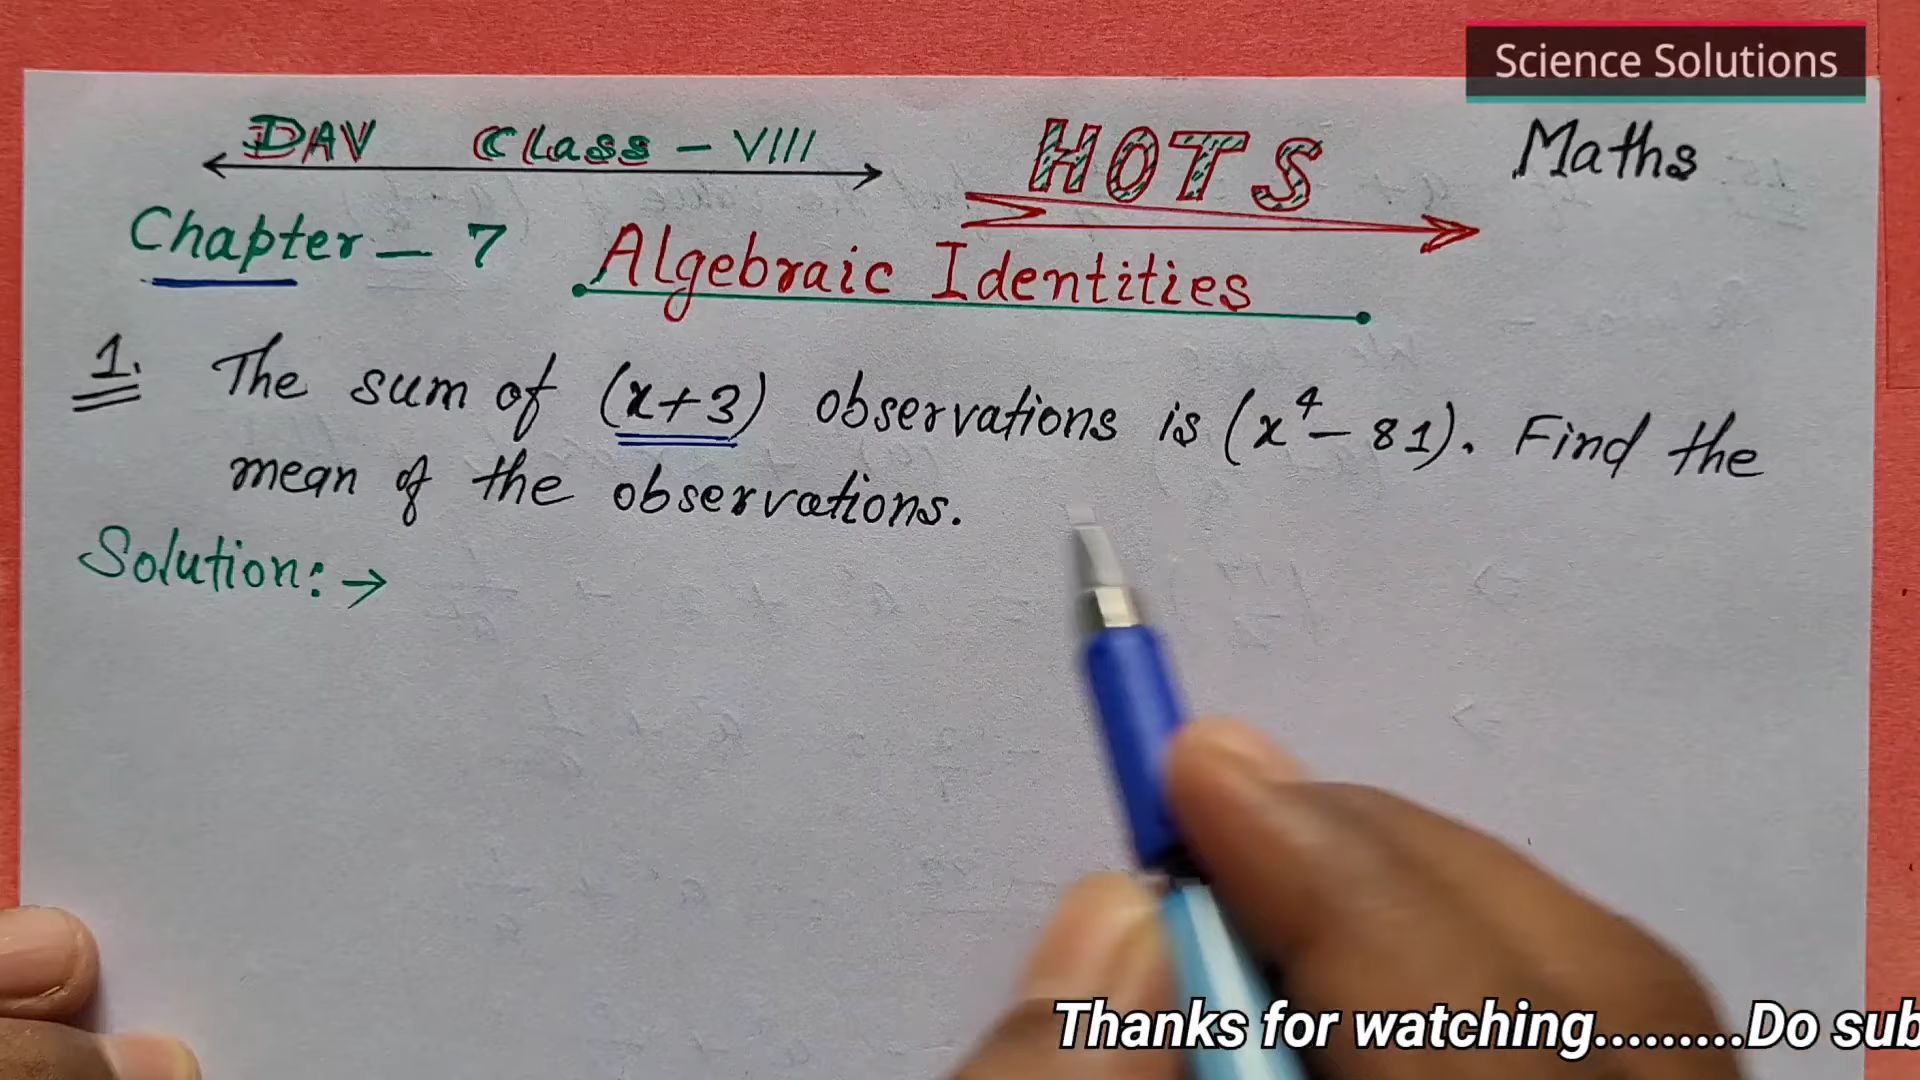 Science Solutions
DAV Class - VIII HOTS Maths
Chapter - 7 Algebraic Identities
1. The sum of (x+3) observations is (x⁴- 81). Find the
mean of the observations.
Solution: →
Thanks for watching.........Do sub